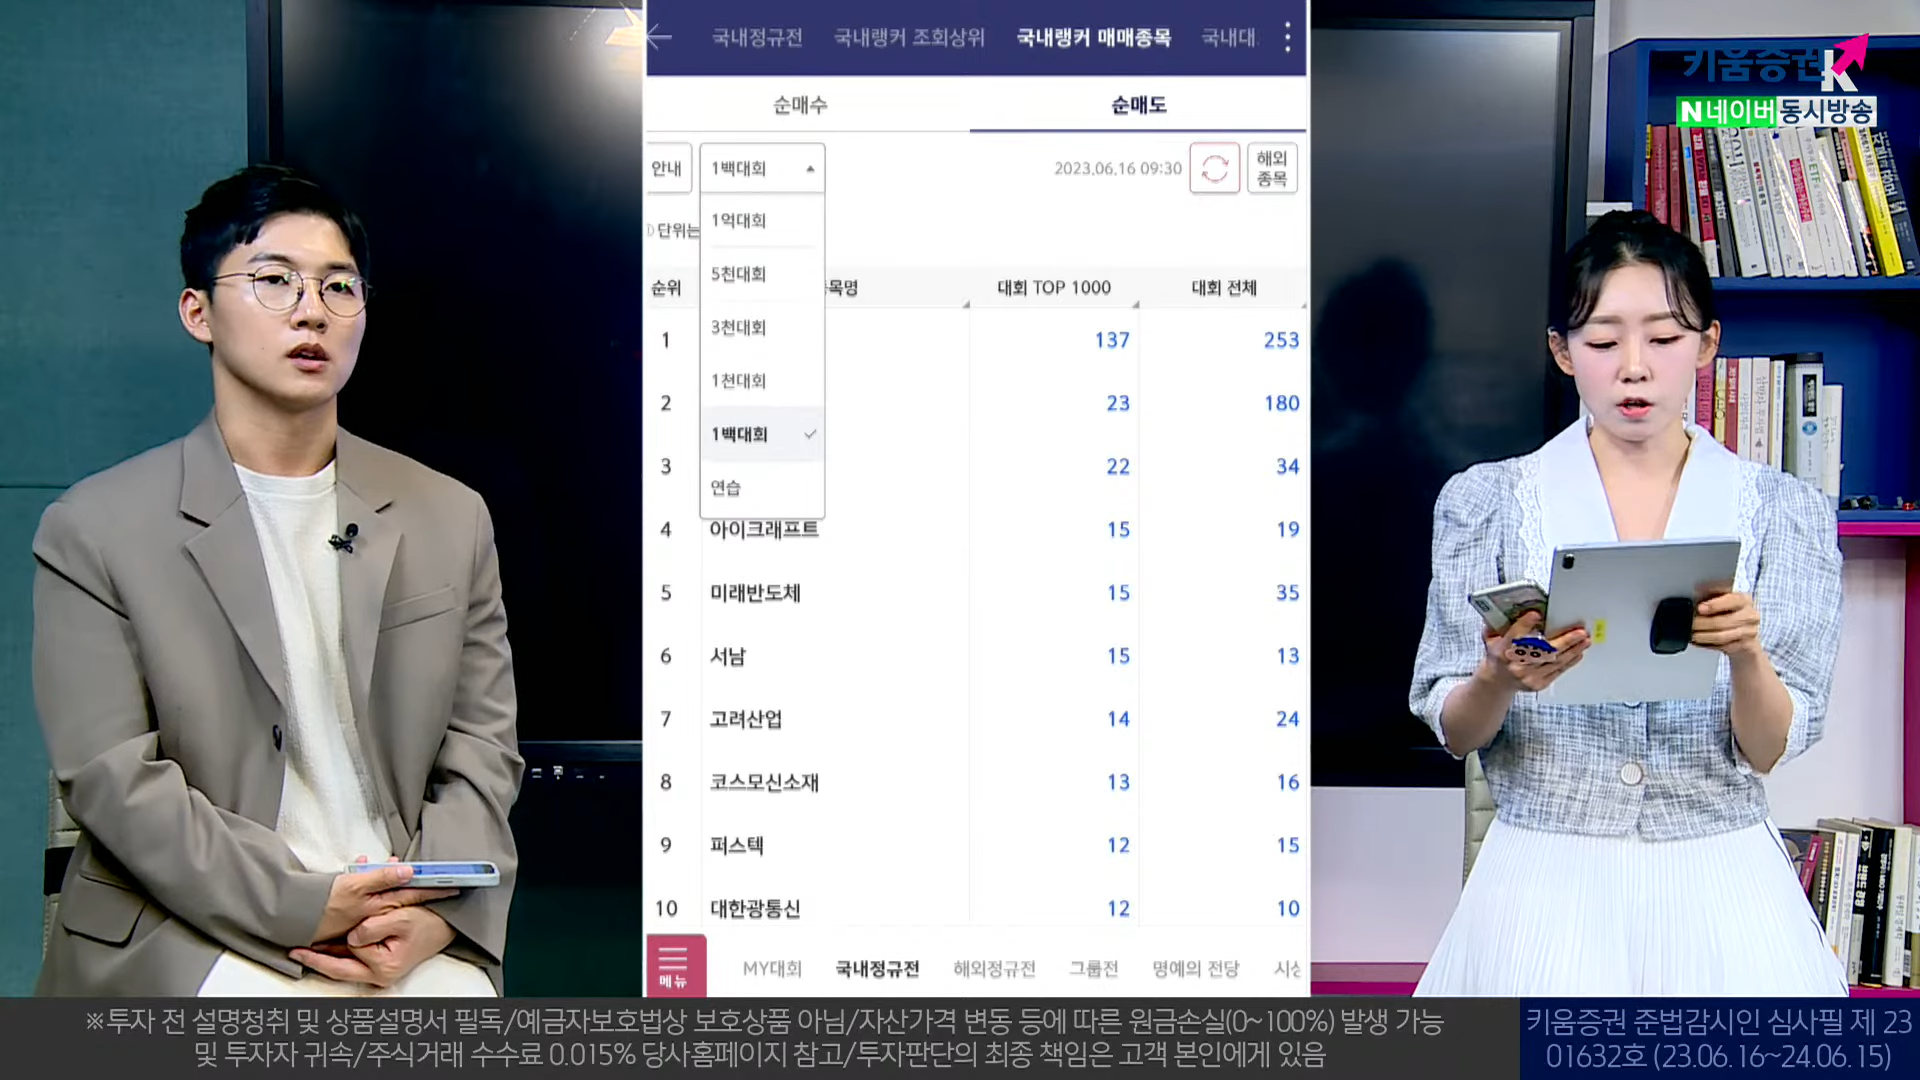 국내정규전 국내랭커 조회상위 국내랭커 매매종목 국내대
순매수 순매도
안내 1백대회 2023.06.16 09:30 해외 종목
1억대회
단위는
5천대회
순위 목명 대회 TOP 1000 대회 전체
3천대회
1 137 253
1천대회
2 23 180
1백대회
3 22 34
연습
4 아이크래프트 15 19
5 미래반도체 15 35
6 서남 15 13
7 고려산업 14 24
8 코스모신소재 13 16
9 퍼스텍 12 15
10 대한광통신 12 10
메뉴 MY대회 국내정규전 해외정규전 그룹전 명예의 전당
키움증권 K
N 네이버 동시방송
※투자 전 설명청취 및 상품설명서 필독/예금자보호법상 보호상품 아님/자산가격 변동 등에 따른 원금손실(0~100%) 발생 가능
및 투자자 귀속/주식거래 수수료 0.015% 당사홈페이지 참고/투자판단의 최종 책임은 고객 본인에게 있음
키움증권 준법감시인 심사필 제 23
01632호 (23.06.16~24.06.15)